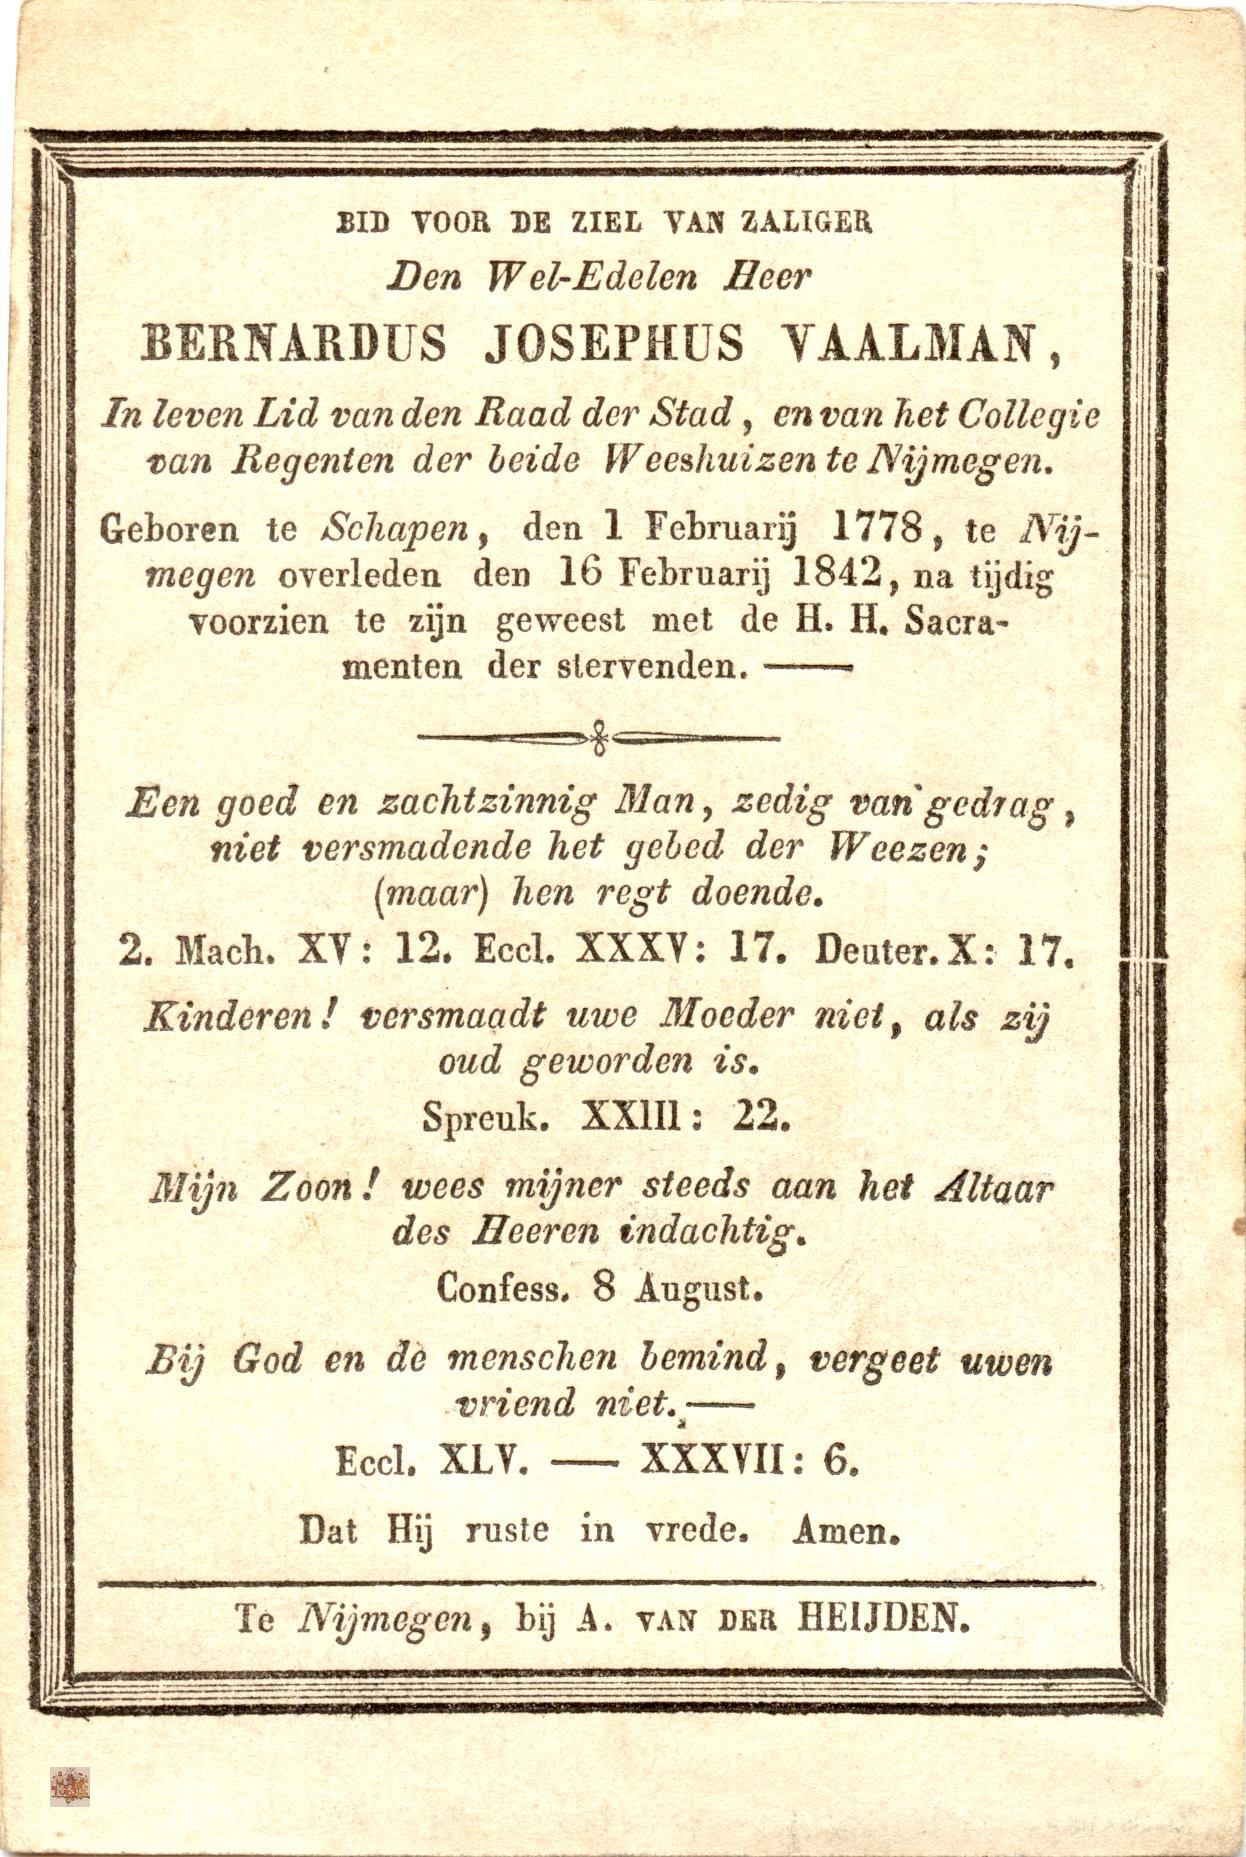 BID VOOR DE ZIEL VAN ZALIGER
Den Wel-Edelen Heer
BERNARDUS JOSEPHUS VAALMAN,
In leven Lid van den Raad der Stad, en van het Collegie
van Regenten der beide Weeshuizen te Nijmegen.
Geboren te Schapen, den 1 Februarij 1778, te Nij-
megen overleden den 16 Februarij 1842, na tijdig
voorzien te zijn geweest met de H. H. Sacra-
menten der stervenden. —
Een goed en zachtzinnig Man, zedig van gedrag,
niet versmadende het gebed der Weezen;
(maar) hen regt doende.
2. Mach. XV: 12. Eccl. XXXV: 17. Deuter. X: 17.
Kinderen! versmaadt uwe Moeder niet, als zij
oud geworden is.
Spreuk. XXIII: 22.
Mijn Zoon! wees mijner steeds aan het Altaar
des Heeren indachtig.
Confess. 8 August.
Bij God en de menschen bemind, vergeet uwen
vriend niet. —
Eccl. XLV. — XXXVII: 6.
Dat Hij ruste in vrede. Amen.
Te Nijmegen, bij A. VAN DER HEIJDEN.